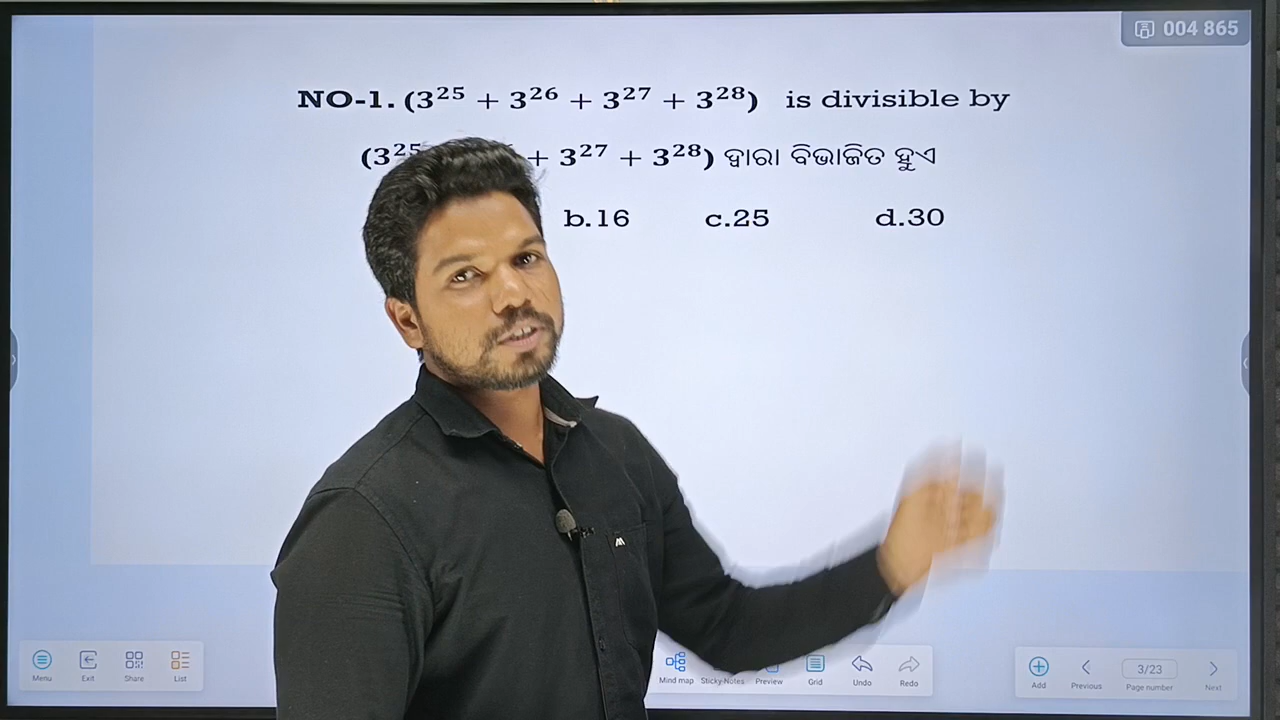 004 865
NO-1. (3²⁵ + 3²⁶ + 3²⁷ + 3²⁸) is divisible by
(3²⁵ + 3²⁷ + 3²⁸) ଦ୍ୱାରା ବିଭାଜିତ ହୁଏ
b.16 c.25 d.30
Menu Exit Share List Mind map Sticky-Notes Preview Grid Undo Redo Add Previous 3/23 Page number Next